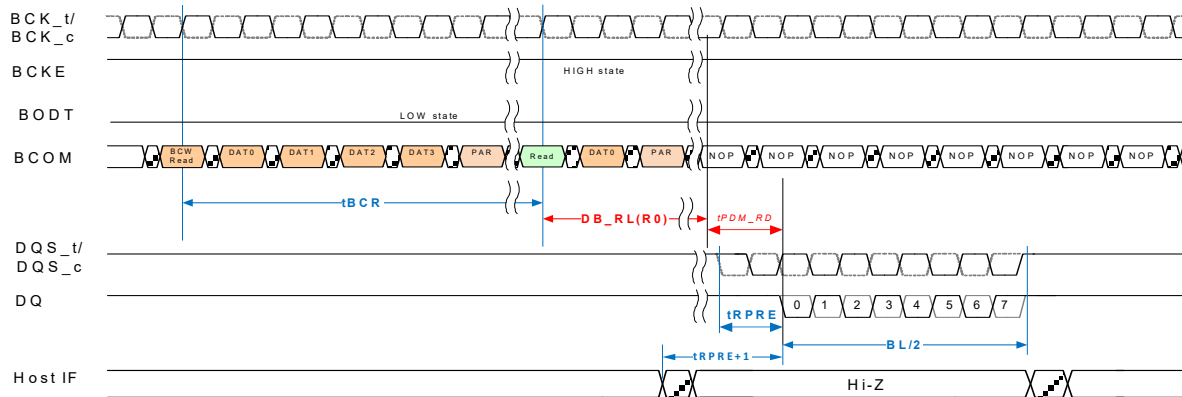 BCK_t/
BCK_c
BCKE
HIGH state
BODT
LOW state
BCOM
BCW
Read
DAT0
DAT1
DAT2
DAT3
PAR
Read
DAT0
PAR
NOP
NOP
NOP
NOP
NOP
NOP
NOP
NOP
tBCR
DB_RL(R0)
tPDM_RD
DQS_t/
DQS_c
DQ
0 1 2 3 4 5 6 7
tRPRE
BL/2
tRPRE+1
Host IF
Hi-Z